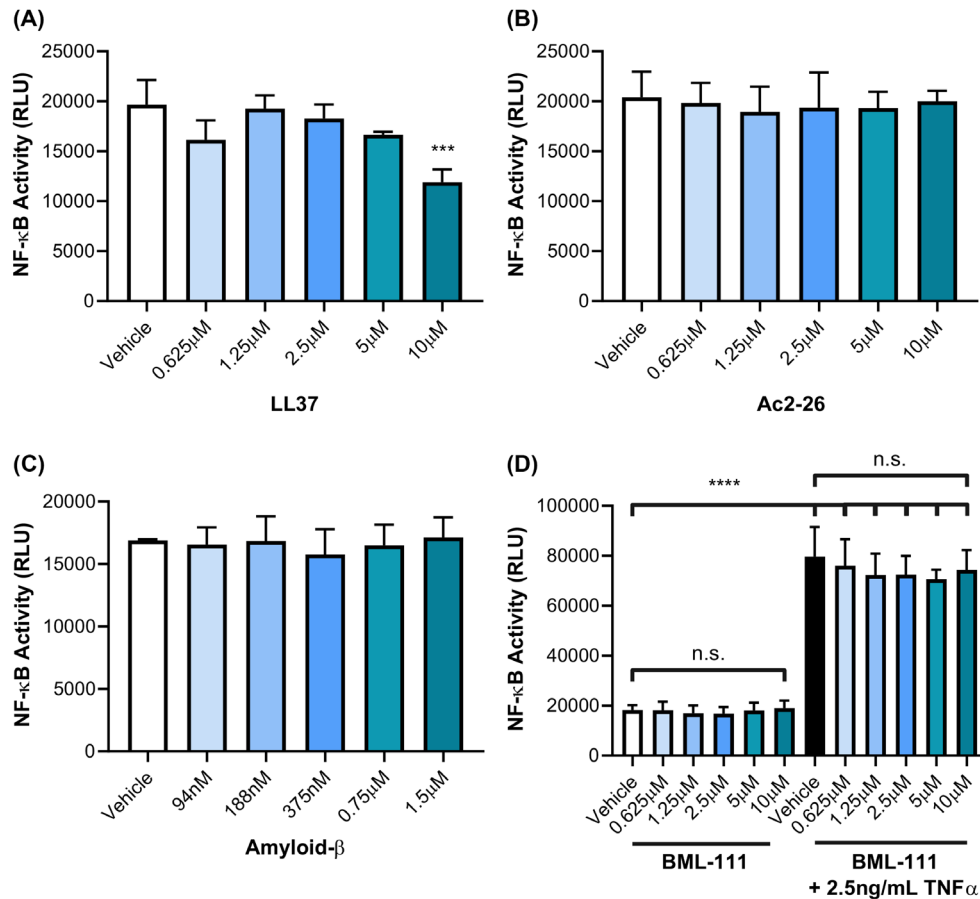 (A)
NF-κB Activity (RLU)
25000
20000
15000
10000
5000
0
***
Vehicle
0.625μM
1.25μM
2.5μM
5μM
10μM
LL37
(B)
NF-κB Activity (RLU)
25000
20000
15000
10000
5000
0
Vehicle
0.625μM
1.25μM
2.5μM
5μM
10μM
Ac2-26
(C)
NF-κB Activity (RLU)
20000
15000
10000
5000
0
Vehicle
94nM
188nM
375nM
0.75μM
1.5μM
Amyloid-β
(D)
NF-κB Activity (RLU)
100000
80000
60000
40000
20000
0
n.s.
****
n.s.
Vehicle
0.625μM
1.25μM
2.5μM
5μM
10μM
Vehicle
0.625μM
1.25μM
2.5μM
5μM
10μM
BML-111
BML-111
+ 2.5ng/mL TNFα